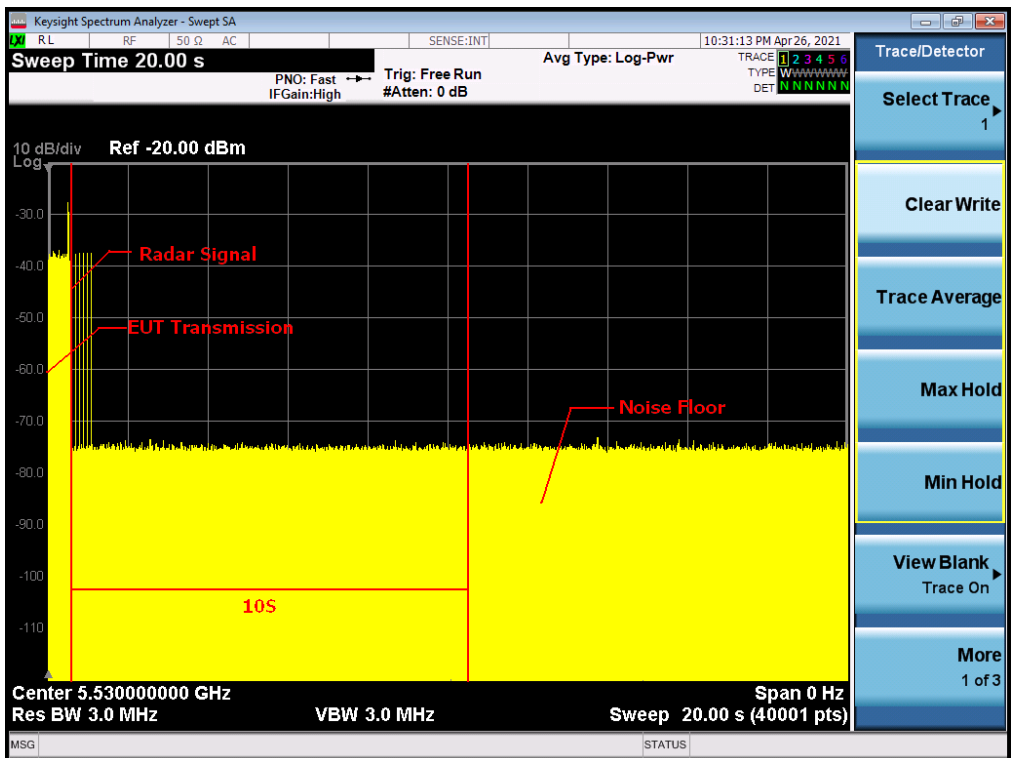 Keysight Spectrum Analyzer - Swept SA
LXI RL RF 50 Ω AC SENSE:INT 10:31:13 PM Apr 26, 2021
Sweep Time 20.00 s
PNO: Fast
IFGain:High
Trig: Free Run
#Atten: 0 dB
Avg Type: Log-Pwr
TRACE 1 2 3 4 5 6
TYPE WWWWWW
DET N N N N N N
10 dB/div Ref -20.00 dBm
Log
-30.0
-40.0
-50.0
-60.0
-70.0
-80.0
-90.0
-100
-110
Radar Signal
EUT Transmission
Noise Floor
10S
Center 5.530000000 GHz Span 0 Hz
Res BW 3.0 MHz VBW 3.0 MHz Sweep 20.00 s (40001 pts)
MSG STATUS
Trace/Detector
Select Trace
1
Clear Write
Trace Average
Max Hold
Min Hold
View Blank
Trace On
More
1 of 3